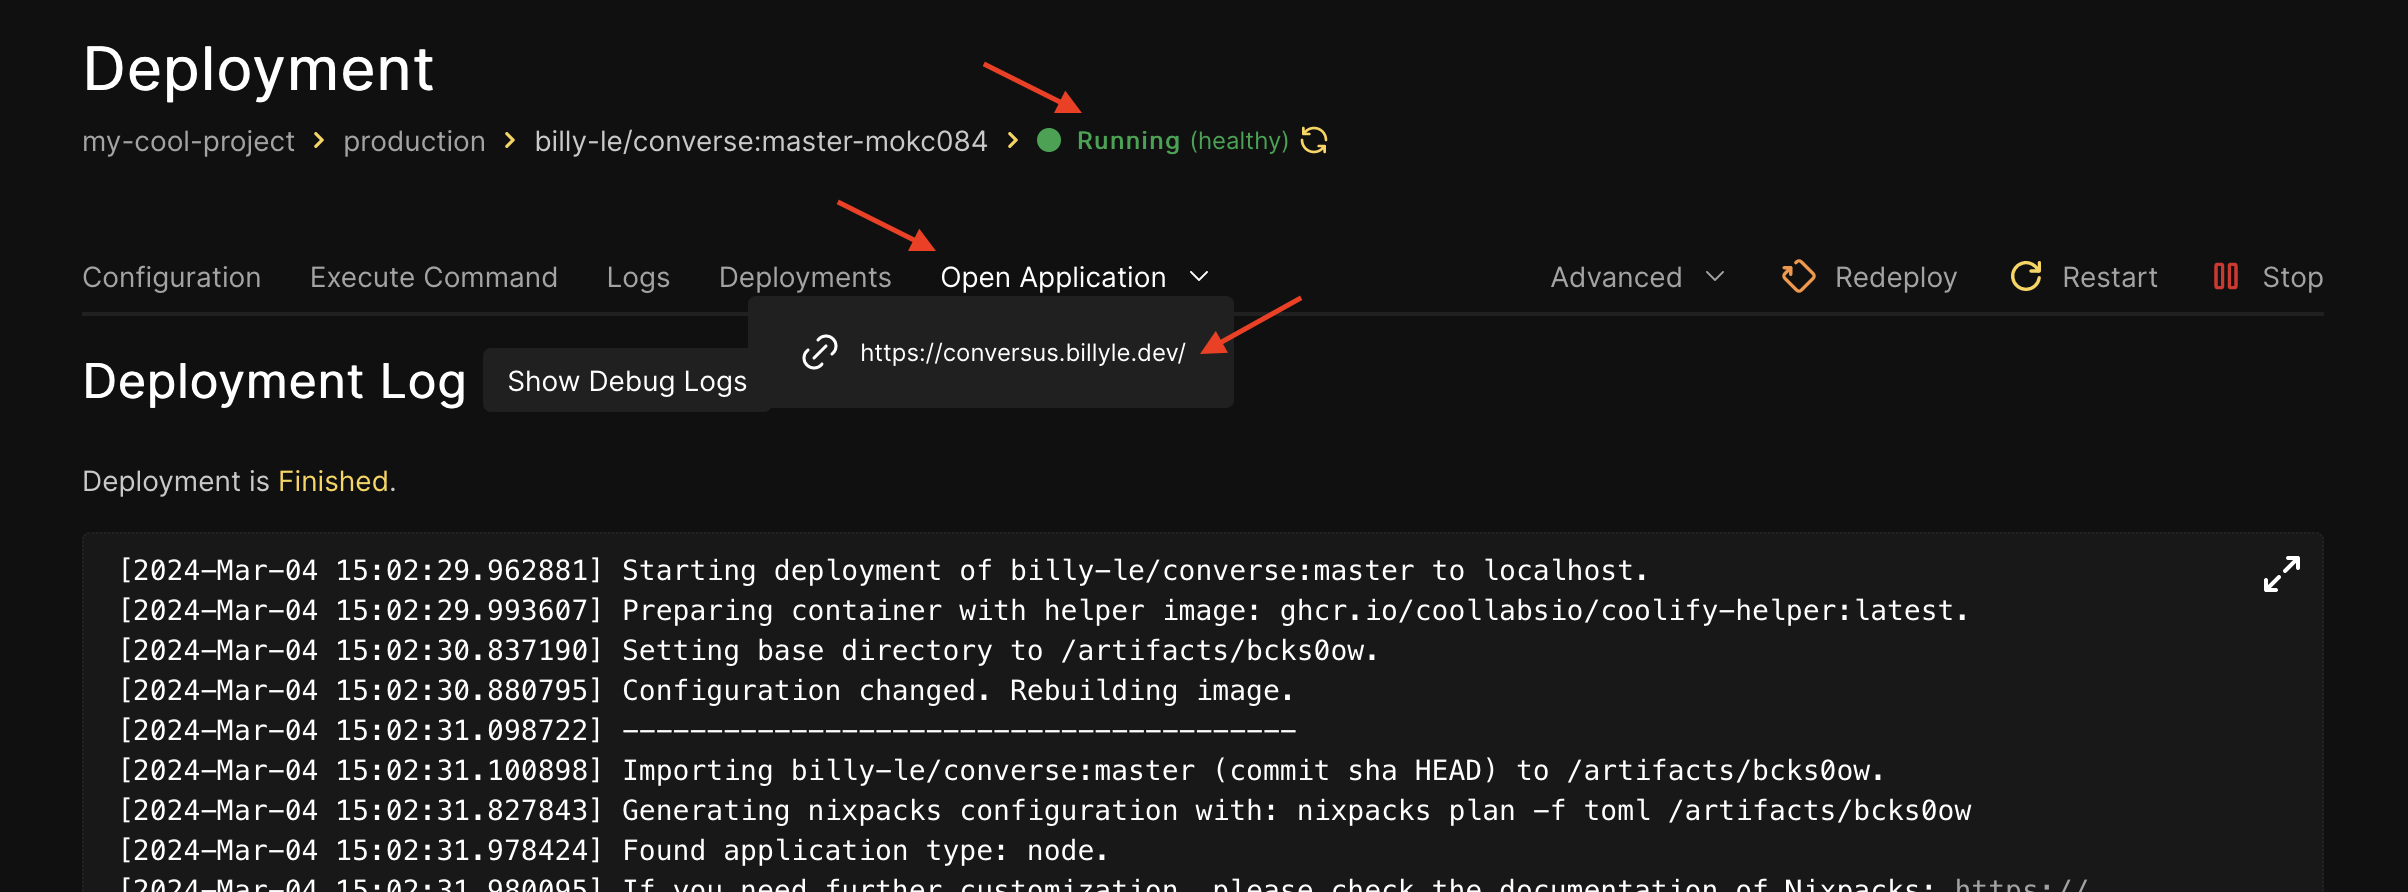 Deployment
my-cool-project production billy-le/converse:master-mokc084 Running (healthy)
Configuration Execute Command Logs Deployments Open Application Advanced Redeploy Restart Stop
https://conversus.billyle.dev/
Deployment Log Show Debug Logs
Deployment is Finished.
[2024-Mar-04 15:02:29.962881] Starting deployment of billy-le/converse:master to localhost.
[2024-Mar-04 15:02:29.993607] Preparing container with helper image: ghcr.io/coollabsio/coolify-helper:latest.
[2024-Mar-04 15:02:30.837190] Setting base directory to /artifacts/bcks0ow.
[2024-Mar-04 15:02:30.880795] Configuration changed. Rebuilding image.
[2024-Mar-04 15:02:31.098722] ----------------------------------------
[2024-Mar-04 15:02:31.100898] Importing billy-le/converse:master (commit sha HEAD) to /artifacts/bcks0ow.
[2024-Mar-04 15:02:31.827843] Generating nixpacks configuration with: nixpacks plan -f toml /artifacts/bcks0ow
[2024-Mar-04 15:02:31.978424] Found application type: node.
[2024-Mar-04 15:02:31.980095] If you need further customization, please check the documentation of Nixpacks: https://